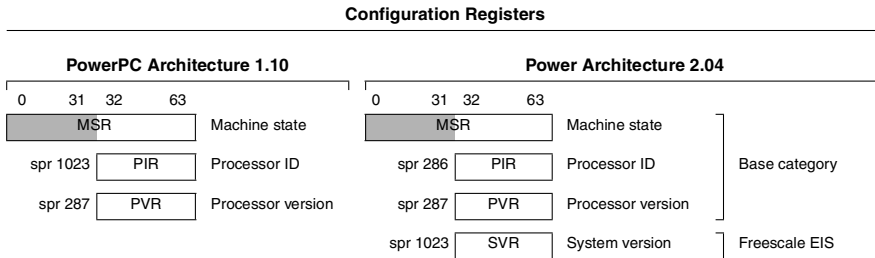 Configuration Registers
PowerPC Architecture 1.10 Power Architecture 2.04
0 31 32 63 0 31 32 63
MSR Machine state MSR Machine state
spr 1023 PIR Processor ID spr 286 PIR Processor ID Base category
spr 287 PVR Processor version spr 287 PVR Processor version
spr 1023 SVR System version Freescale EIS